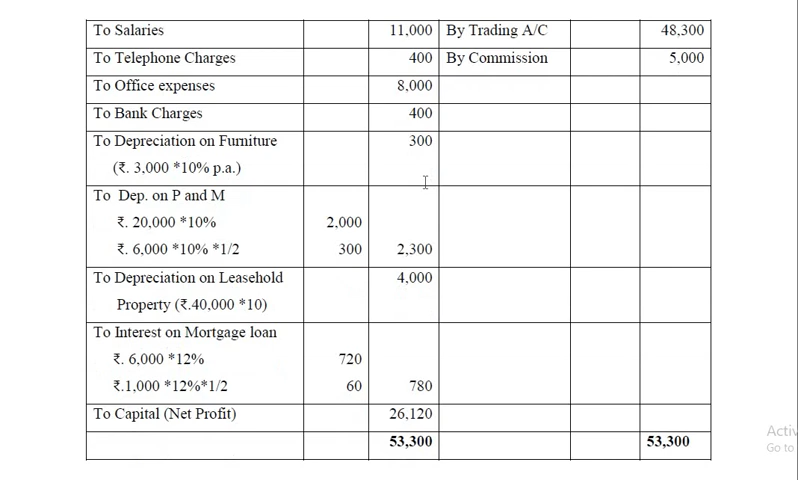 To Salaries 11,000 By Trading A/C 48,300
To Telephone Charges 400 By Commission 5,000
To Office expenses 8,000
To Bank Charges 400
To Depreciation on Furniture 300
(₹. 3,000 *10% p.a.)
To Dep. on P and M
₹. 20,000 *10% 2,000
₹. 6,000 *10% *1/2 300 2,300
To Depreciation on Leasehold 4,000
Property (₹.40,000 *10)
To Interest on Mortgage loan
₹. 6,000 *12% 720
₹.1,000 *12%*1/2 60 780
To Capital (Net Profit) 26,120
53,300 53,300
Activ
Go to